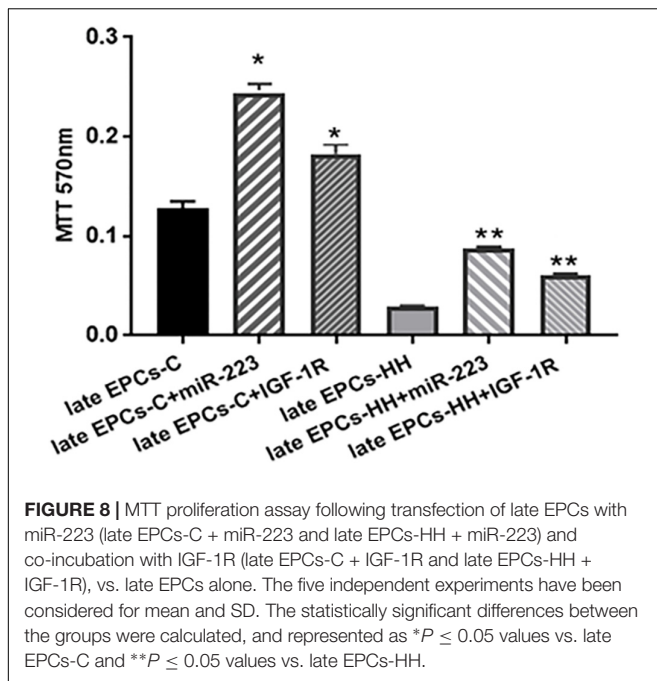 0.3
0.2
0.1
0.0
MTT 570nm
*
*
**
**
late EPCs-C
late EPCs-C+miR-223
late EPCs-C+IGF-1R
late EPCs-HH
late EPCs-HH+miR-223
late EPCs-HH+IGF-1R
FIGURE 8 | MTT proliferation assay following transfection of late EPCs with
miR-223 (late EPCs-C + miR-223 and late EPCs-HH + miR-223) and
co-incubation with IGF-1R (late EPCs-C + IGF-1R and late EPCs-HH +
IGF-1R), vs. late EPCs alone. The five independent experiments have been
considered for mean and SD. The statistically significant differences between
the groups were calculated, and represented as *P ≤ 0.05 values vs. late
EPCs-C and **P ≤ 0.05 values vs. late EPCs-HH.